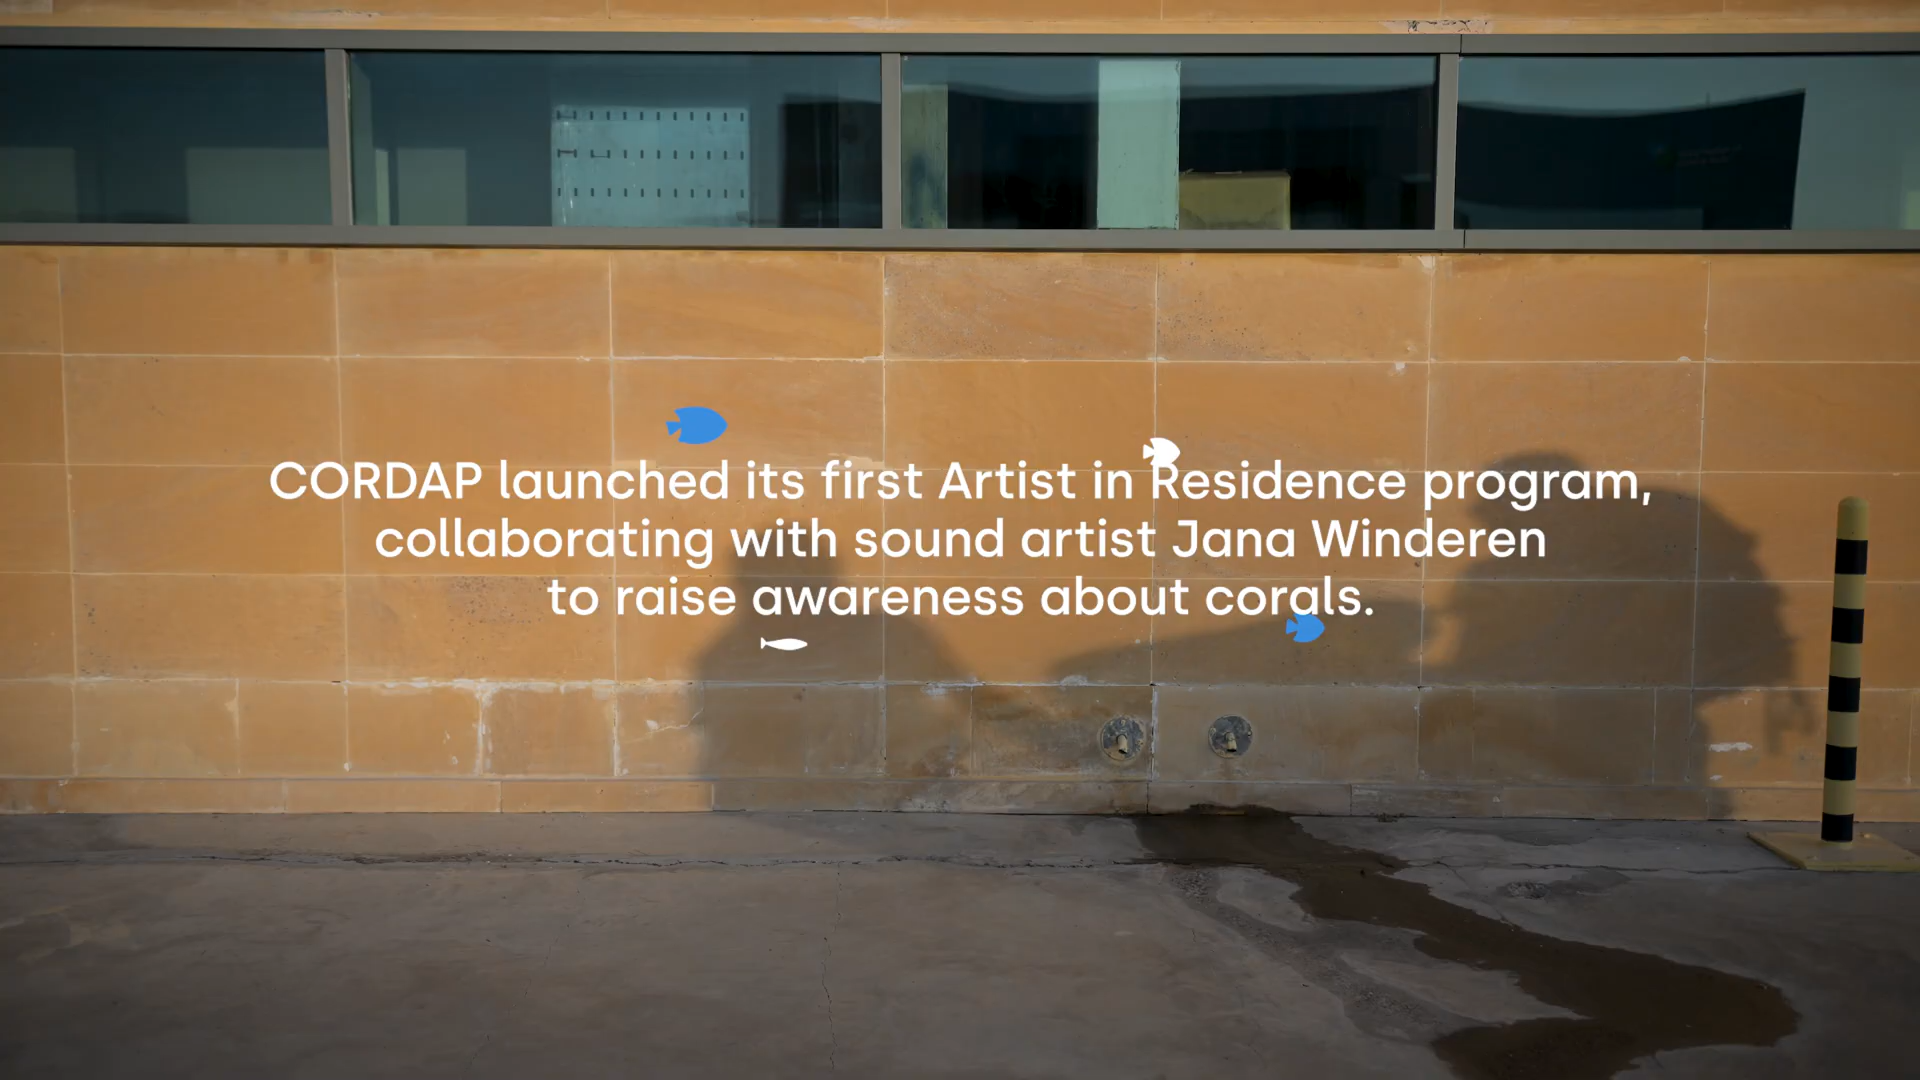 CORDAP launched its first Artist in Residence program,
collaborating with sound artist Jana Winderen
to raise awareness about corals.